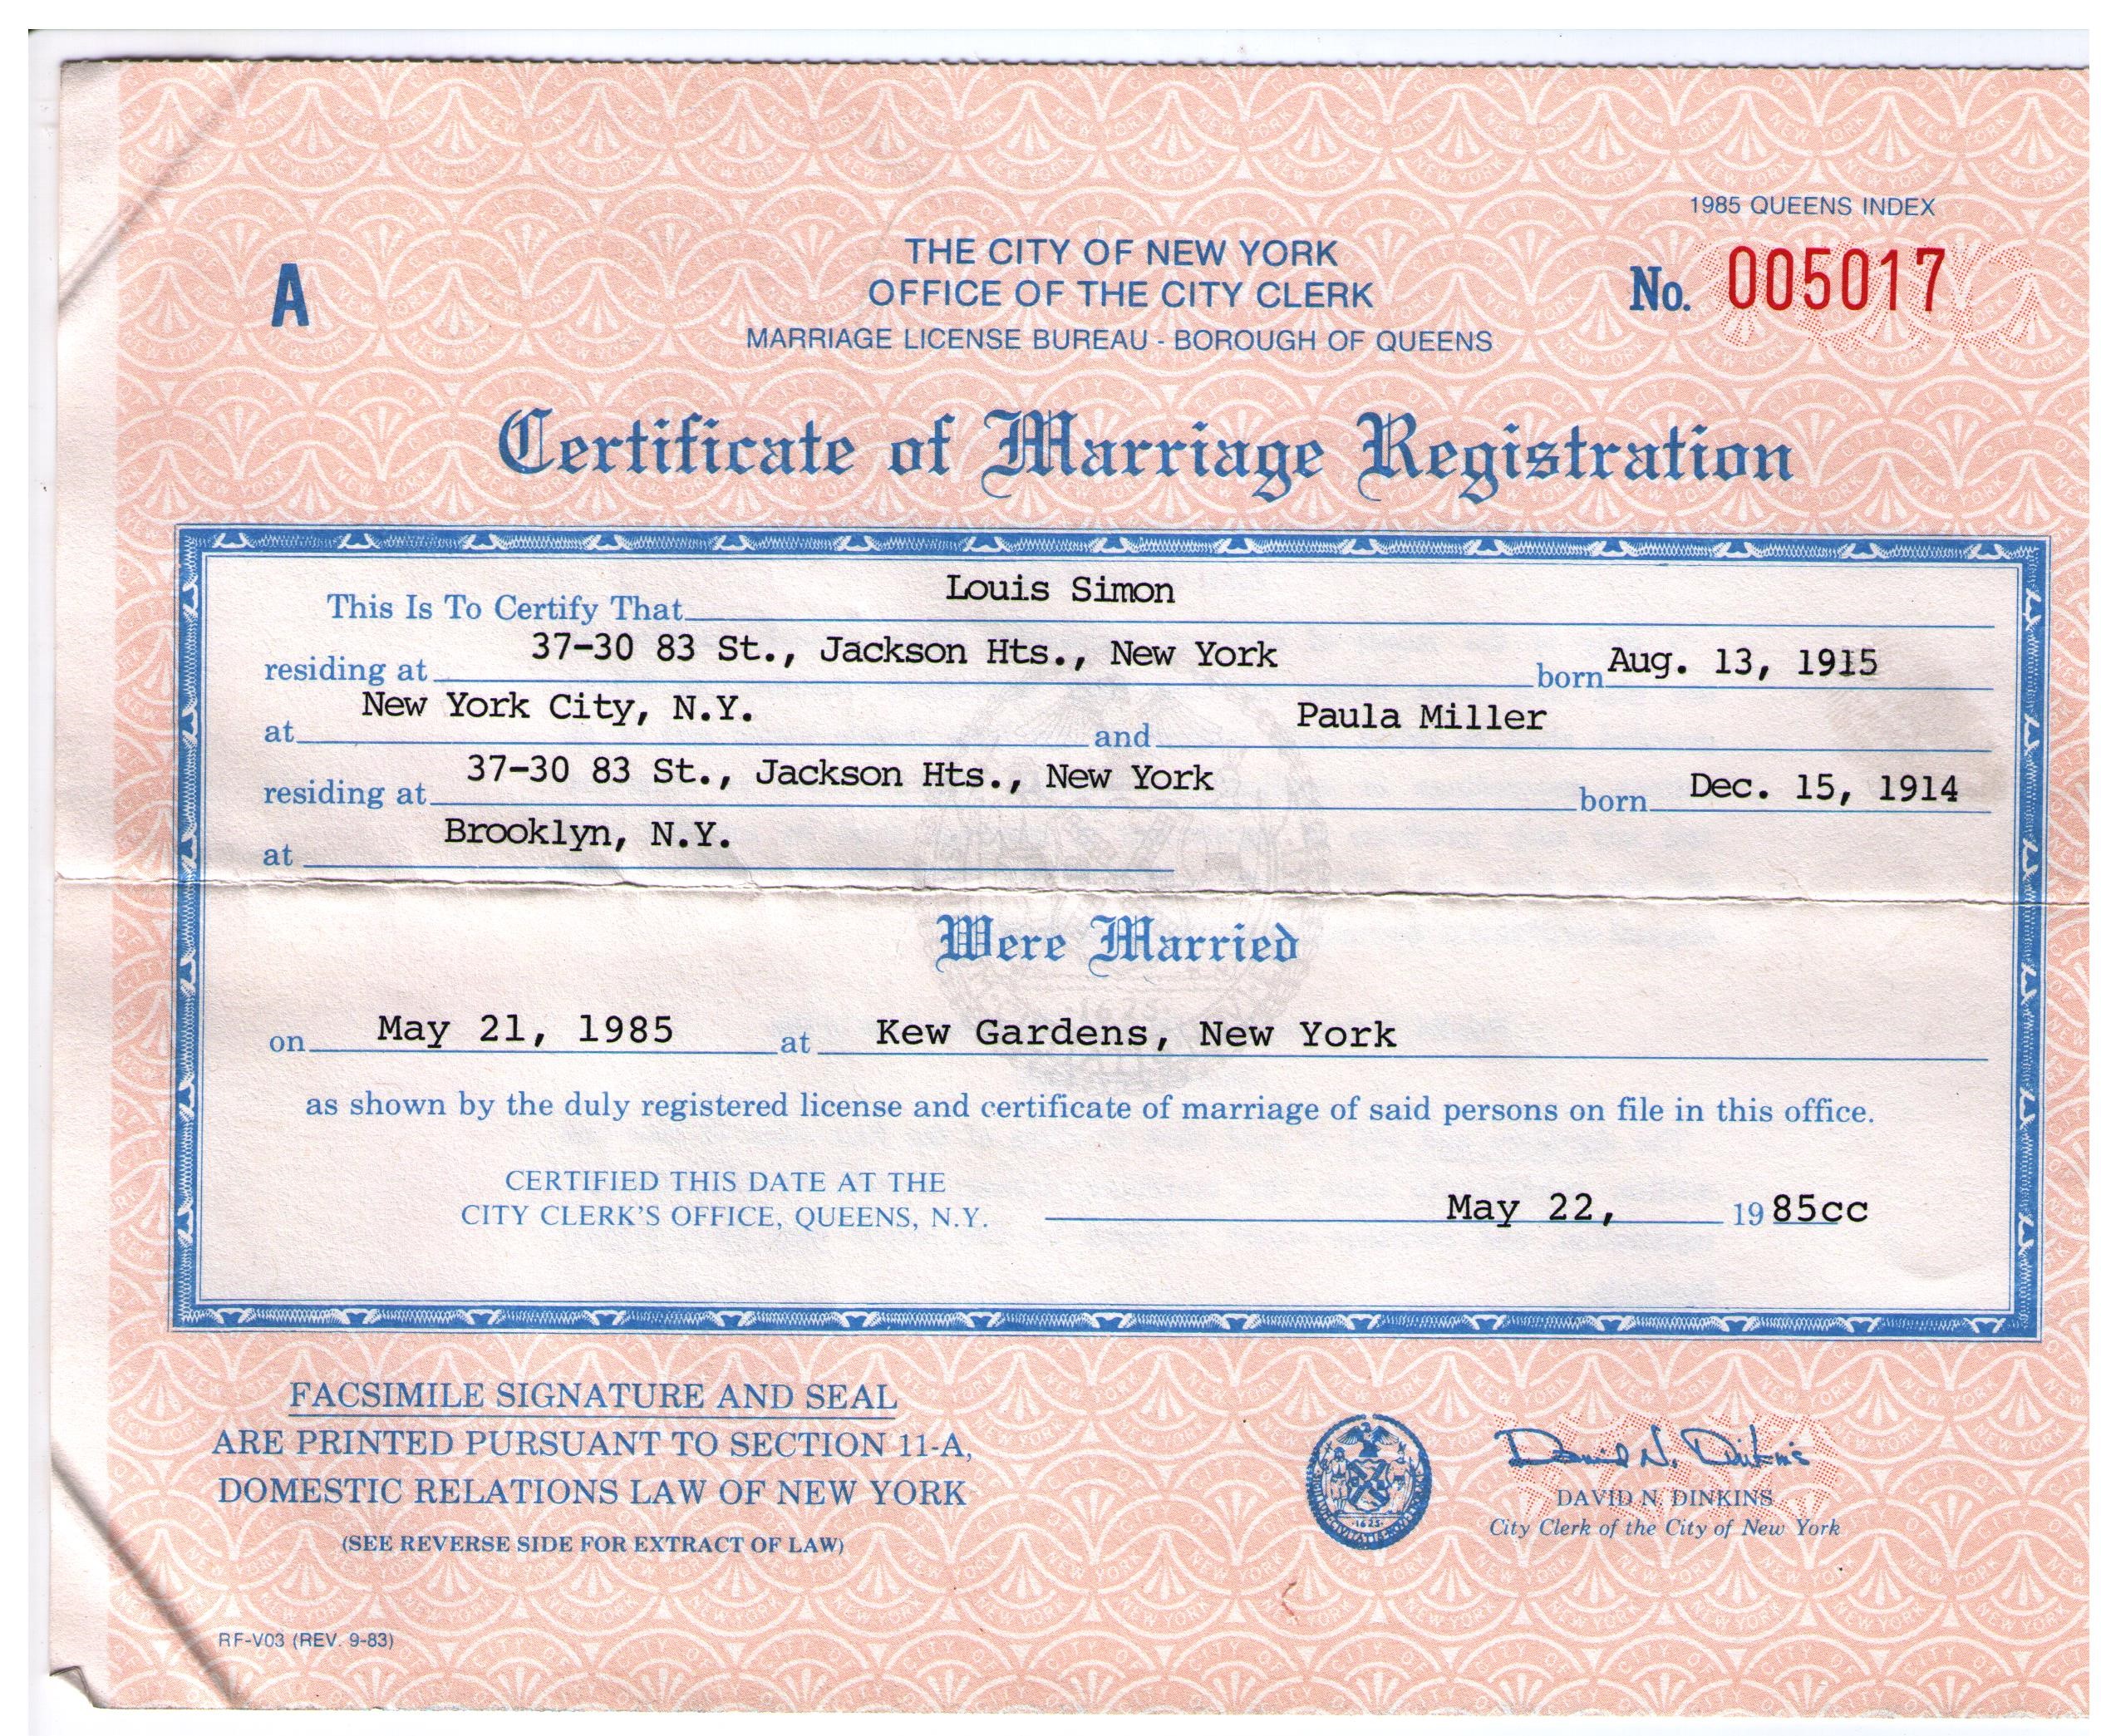 1985 QUEENS INDEX
A
THE CITY OF NEW YORK
OFFICE OF THE CITY CLERK
MARRIAGE LICENSE BUREAU - BOROUGH OF QUEENS
No. 005017
Certificate of Marriage Registration
This Is To Certify That Louis Simon
residing at 37-30 83 St., Jackson Hts., New York born Aug. 13, 1915
at New York City, N.Y. and Paula Miller
residing at 37-30 83 St., Jackson Hts., New York born Dec. 15, 1914
at Brooklyn, N.Y.
Were Married
on May 21, 1985 at Kew Gardens, New York
as shown by the duly registered license and certificate of marriage of said persons on file in this office.
CERTIFIED THIS DATE AT THE
CITY CLERK'S OFFICE, QUEENS, N.Y. May 22, 1985cc
FACSIMILE SIGNATURE AND SEAL
ARE PRINTED PURSUANT TO SECTION 11-A,
DOMESTIC RELATIONS LAW OF NEW YORK
(SEE REVERSE SIDE FOR EXTRACT OF LAW)
1625
David N. Dinkins
DAVID N. DINKINS
City Clerk of the City of New York
RF-V03 (REV. 9-83)